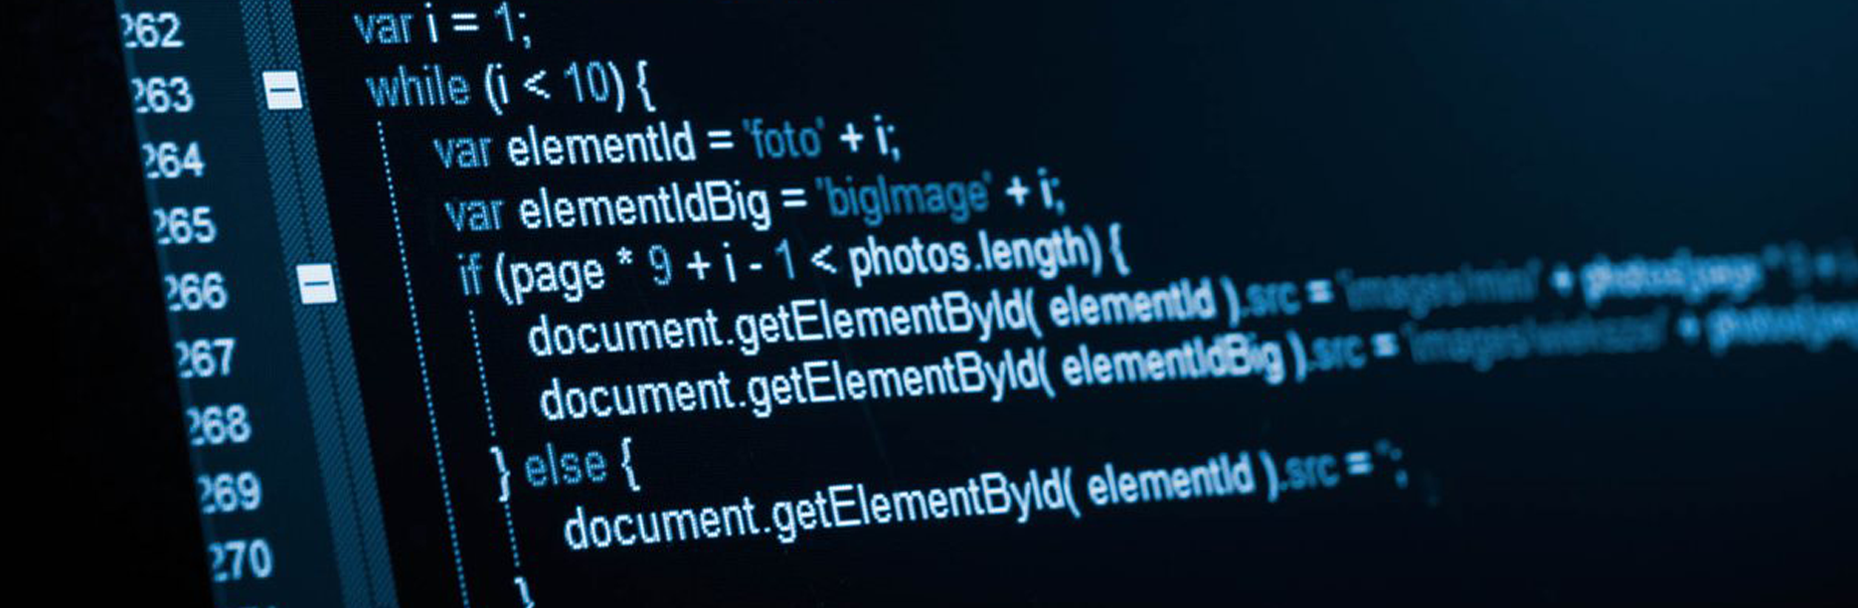 262 var i = 1;
263 while (i < 10) {
264 var elementId = 'foto' + i;
265 var elementIdBig = 'bigImage' + i;
266 if (page * 9 + i - 1 < photos.length) {
267 document.getElementById( elementId ).src = 'images/mini' +
268 document.getElementById( elementIdBig ).src = +
269 } else {
270 document.getElementById( elementId ).src = '';
}